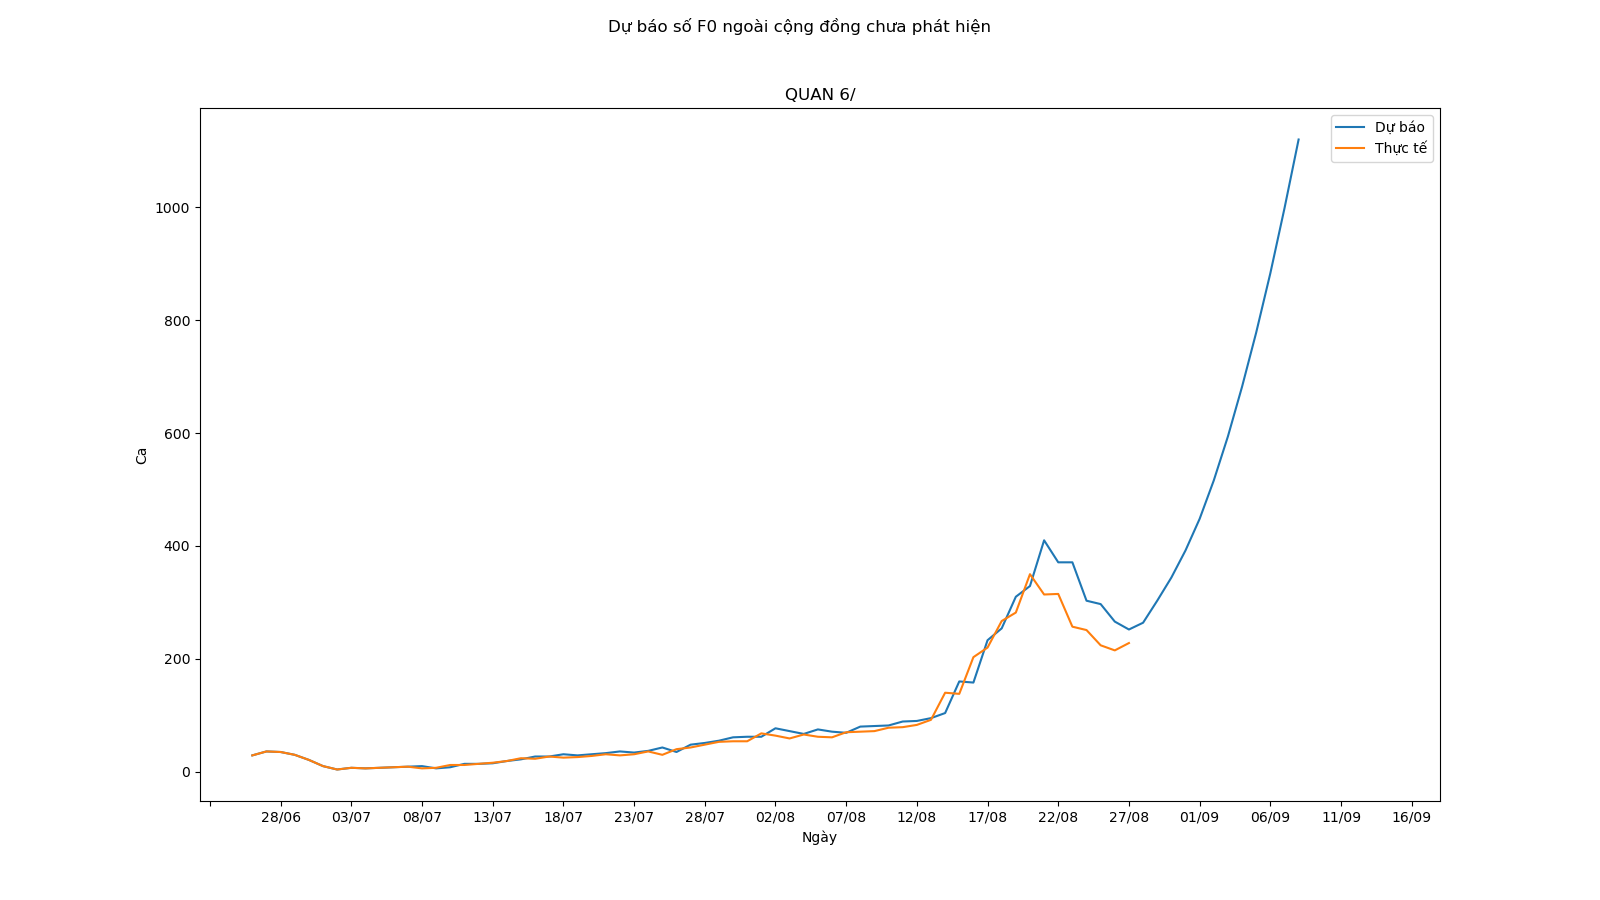 Dự báo số F0 ngoài cộng đồng chưa phát hiện
QUAN 6/
Dự báo
Thực tế
1000
800
600
400
200
0
Ca
28/06 03/07 08/07 13/07 18/07 23/07 28/07 02/08 07/08 12/08 17/08 22/08 27/08 01/09 06/09 11/09 16/09
Ngày